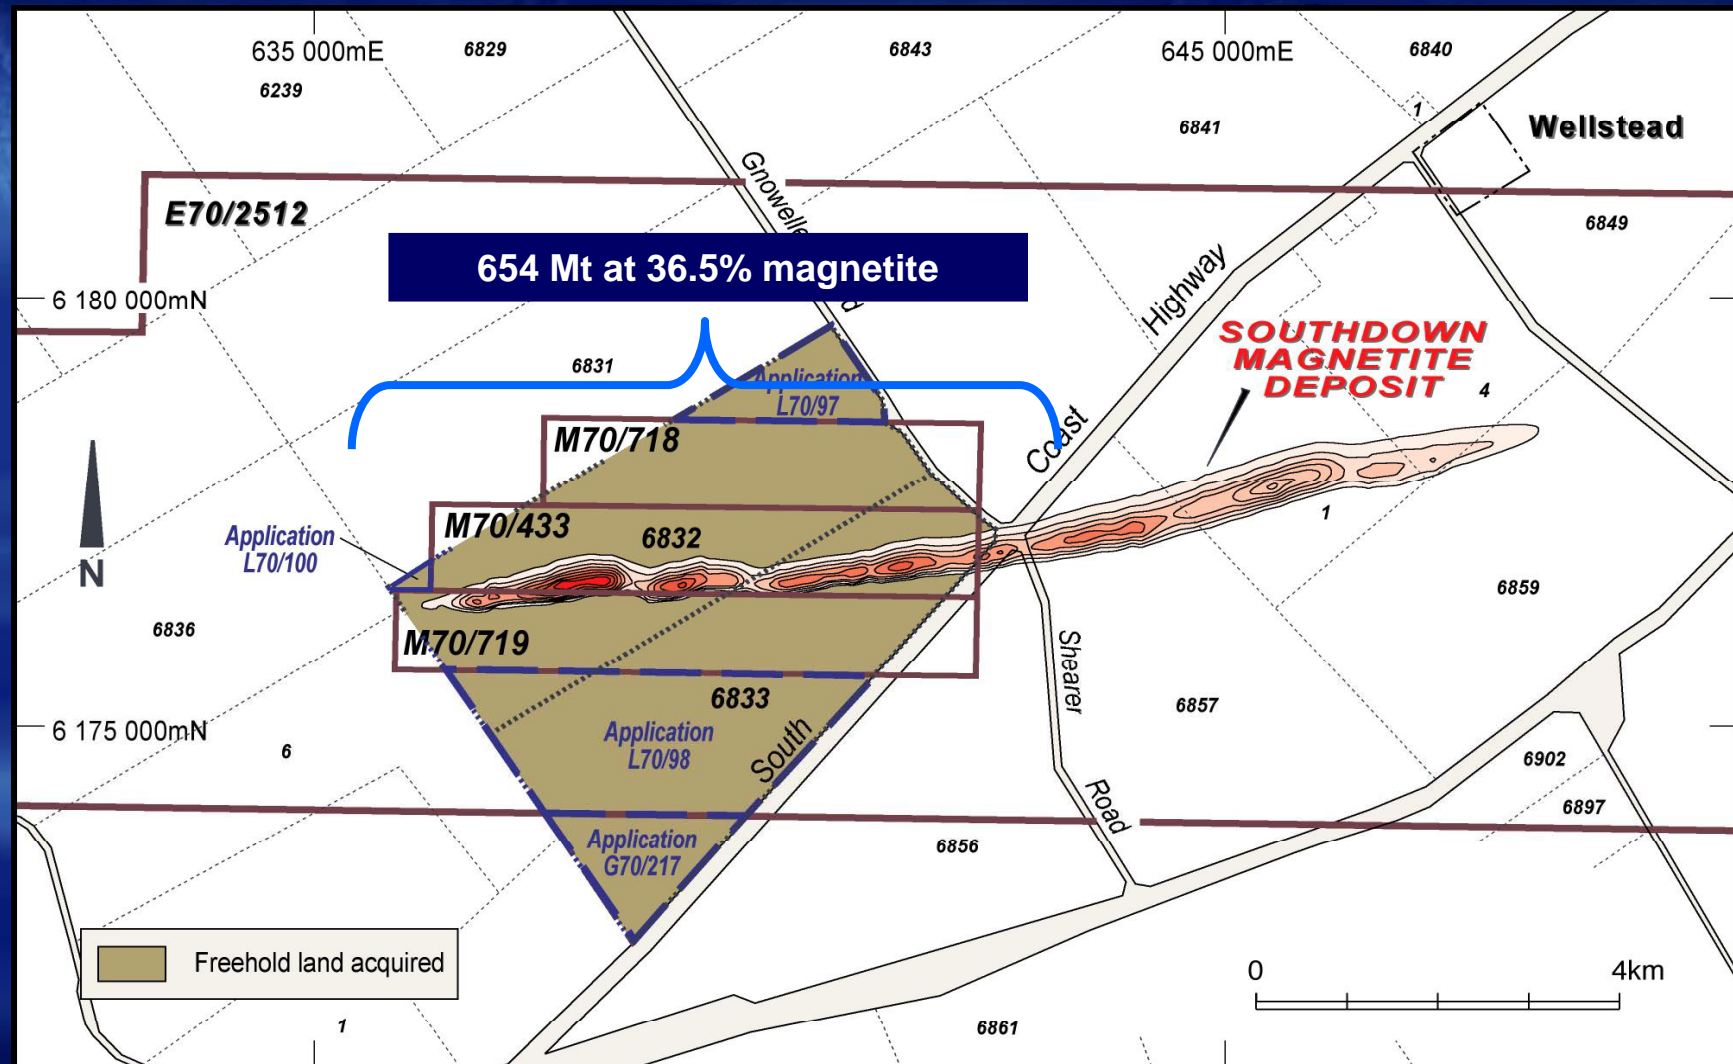 635 000mE
6829
6843
645 000mE
6840
6239
1
6841
Wellstead
E70/2512
6849
654 Mt at 36.5% magnetite
6 180 000mN
Highway
SOUTHDOWN
MAGNETITE
DEPOSIT
6831
Application
L70/97
4
M70/718
Coast
M70/433
6832
1
Application
L70/100
N
6859
6836
M70/719
Shearer
6833
6857
6 175 000mN
6
Application
L70/98
South
6902
Road
6897
Application
G70/217
6856
Freehold land acquired
0
4km
1
6861